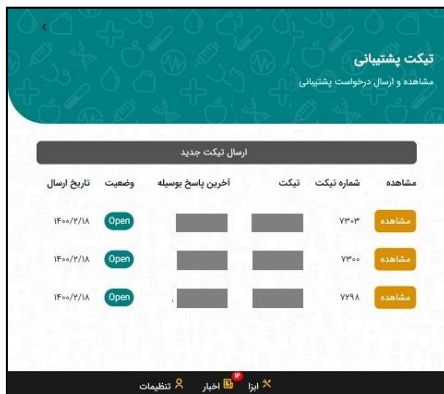 تیکت پشتیبانی
مشاهده و ارسال درخواست پشتیبانی
ارسال تیکت جدید
مشاهده شماره تیکت تیکت آخرین پاسخ بوسیله وضعیت تاریخ ارسال
مشاهده ۷۳۰۳ Open ۱۴۰۰/۲/۱۸
مشاهده ۷۳۰۰ Open ۱۴۰۰/۲/۱۸
مشاهده ۷۲۹۸ Open ۱۴۰۰/۲/۱۸
ابزا اخبار ۱۴ تنظیمات